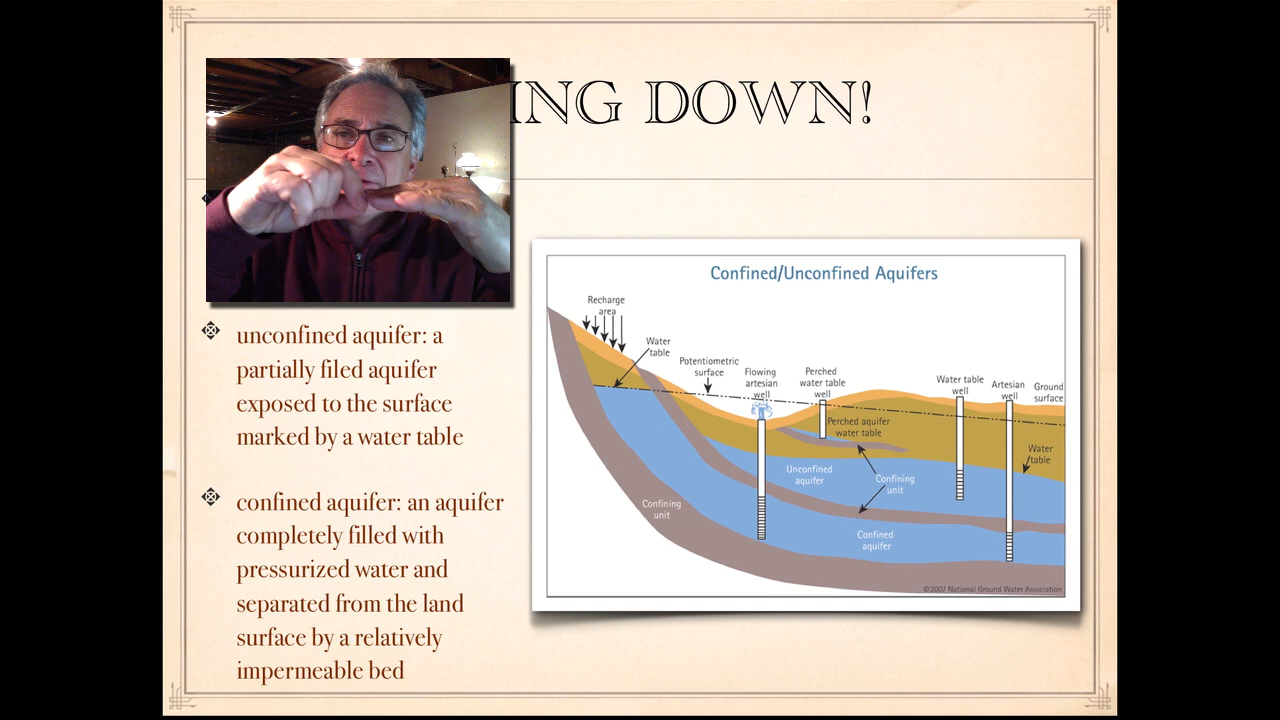 ING DOWN!
Confined/Unconfined Aquifers
Recharge
area
Water
table
Potentiometric
surface
Flowing
artesian
well
Perched
water table
well
Water table
well
Artesian
well
Ground
surface
Perched aquifer
water table
Water
table
Unconfined
aquifer
Confining
unit
Confining
unit
Confined
aquifer
©2007 National Ground Water Association
unconfined aquifer: a
partially filed aquifer
exposed to the surface
marked by a water table
confined aquifer: an aquifer
completely filled with
pressurized water and
separated from the land
surface by a relatively
impermeable bed